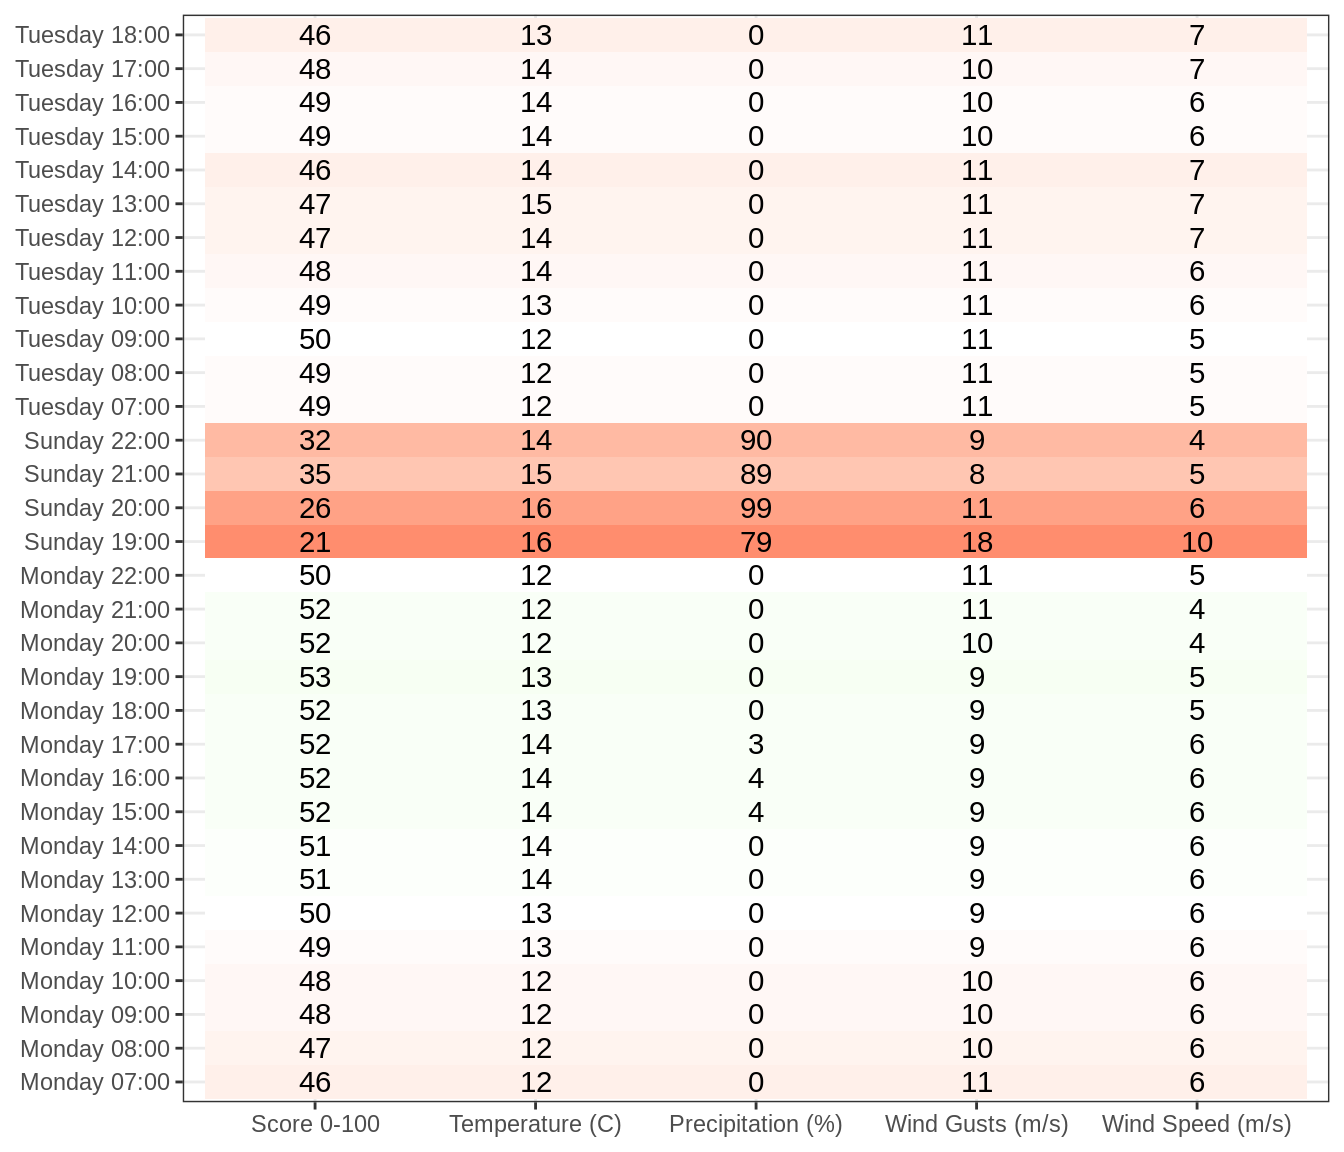 Tuesday 18:00 46 13 0 11 7
Tuesday 17:00 48 14 0 10 7
Tuesday 16:00 49 14 0 10 6
Tuesday 15:00 49 14 0 10 6
Tuesday 14:00 46 14 0 11 7
Tuesday 13:00 47 15 0 11 7
Tuesday 12:00 47 14 0 11 7
Tuesday 11:00 48 14 0 11 6
Tuesday 10:00 49 13 0 11 6
Tuesday 09:00 50 12 0 11 5
Tuesday 08:00 49 12 0 11 5
Tuesday 07:00 49 12 0 11 5
Sunday 22:00 32 14 90 9 4
Sunday 21:00 35 15 89 8 5
Sunday 20:00 26 16 99 11 6
Sunday 19:00 21 16 79 18 10
Monday 22:00 50 12 0 11 5
Monday 21:00 52 12 0 11 4
Monday 20:00 52 12 0 10 4
Monday 19:00 53 13 0 9 5
Monday 18:00 52 13 0 9 5
Monday 17:00 52 14 3 9 6
Monday 16:00 52 14 4 9 6
Monday 15:00 52 14 4 9 6
Monday 14:00 51 14 0 9 6
Monday 13:00 51 14 0 9 6
Monday 12:00 50 13 0 9 6
Monday 11:00 49 13 0 9 6
Monday 10:00 48 12 0 10 6
Monday 09:00 48 12 0 10 6
Monday 08:00 47 12 0 10 6
Monday 07:00 46 12 0 11 6
Score 0-100 Temperature (C) Precipitation (%) Wind Gusts (m/s) Wind Speed (m/s)